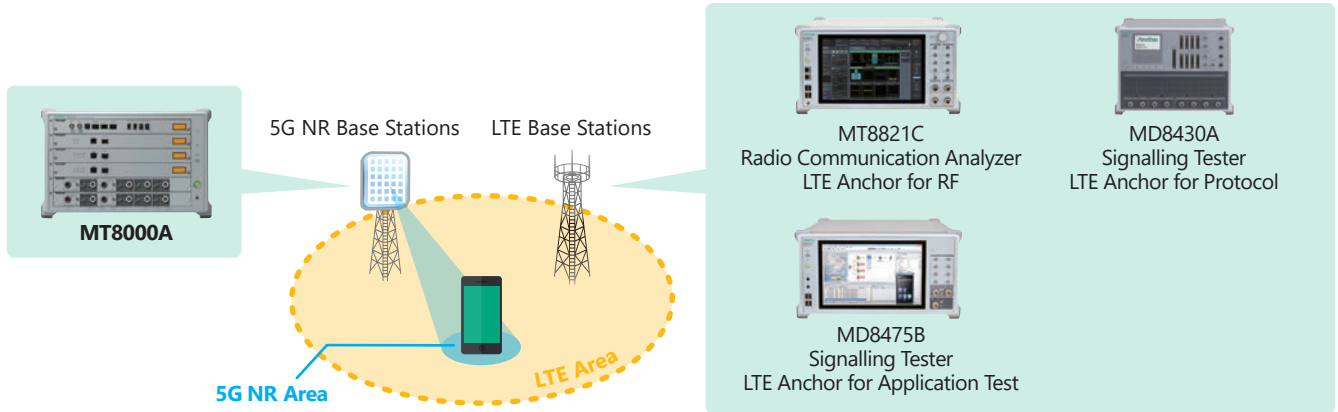 MT8000A
5G NR Base Stations
LTE Base Stations
5G NR Area
LTE Area
MT8821C
Radio Communication Analyzer
LTE Anchor for RF
MD8430A
Signalling Tester
LTE Anchor for Protocol
MD8475B
Signalling Tester
LTE Anchor for Application Test